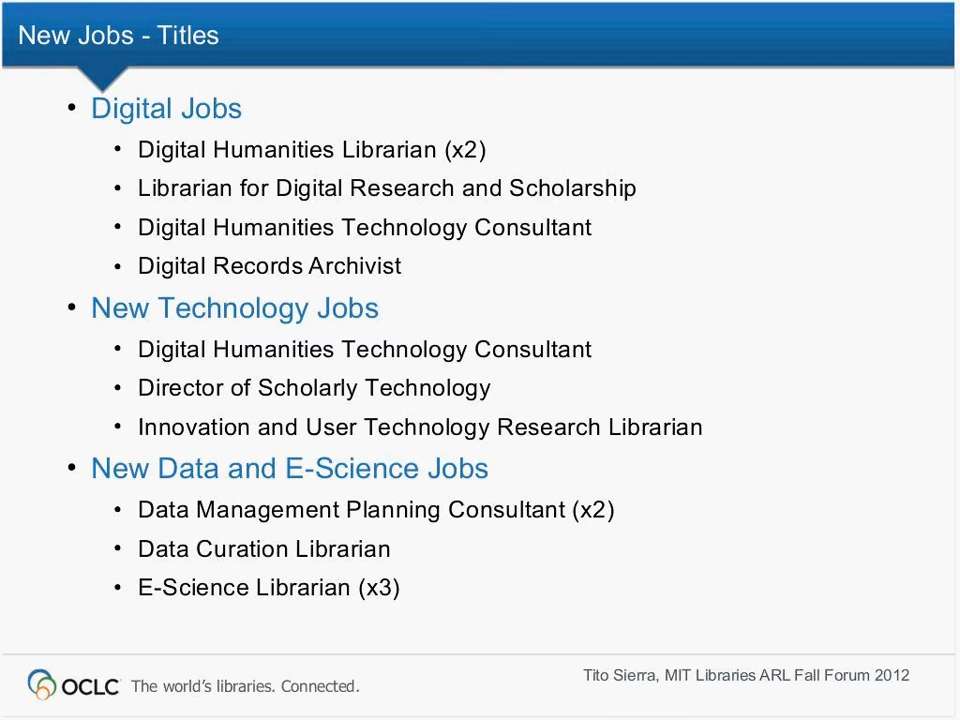 New Jobs - Titles
• Digital Jobs
• Digital Humanities Librarian (x2)
• Librarian for Digital Research and Scholarship
• Digital Humanities Technology Consultant
• Digital Records Archivist
• New Technology Jobs
• Digital Humanities Technology Consultant
• Director of Scholarly Technology
• Innovation and User Technology Research Librarian
• New Data and E-Science Jobs
• Data Management Planning Consultant (x2)
• Data Curation Librarian
• E-Science Librarian (x3)
OCLC The world’s libraries. Connected.
Tito Sierra, MIT Libraries ARL Fall Forum 2012